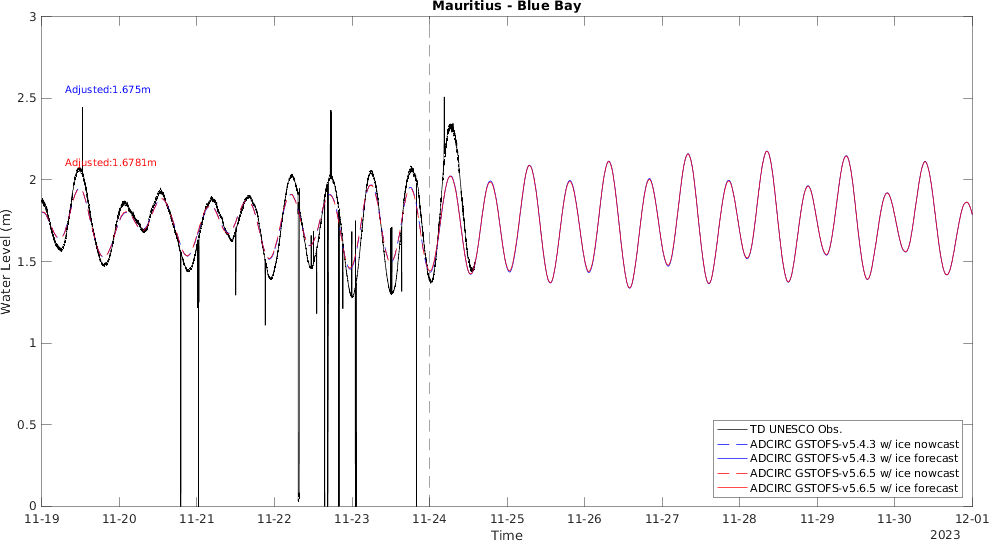 Mauritius - Blue Bay
3
2.5
2
1.5
1
0.5
0
Water Level (m)
Adjusted:1.675m
Adjusted:1.6781m
TD UNESCO Obs.
ADCIRC GSTOFS-v5.4.3 w/ ice nowcast
ADCIRC GSTOFS-v5.4.3 w/ ice forecast
ADCIRC GSTOFS-v5.6.5 w/ ice nowcast
ADCIRC GSTOFS-v5.6.5 w/ ice forecast
11-19 11-20 11-21 11-22 11-23 11-24 11-25 11-26 11-27 11-28 11-29 11-30 12-01
Time
2023